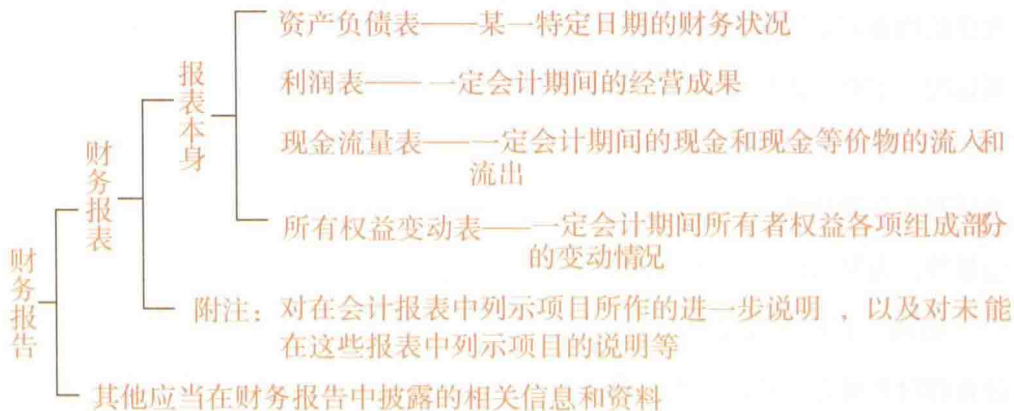 资产负债表——某一特定日期的财务状况
利润表—— 一定会计期间的经营成果
现金流量表——一定会计期间的现金和现金等价物的流入和
流出
所有权益变动表——一定会计期间所有者权益各项组成部分
的变动情况
报表本身
财务报表
财务报告
附注：对在会计报表中列示项目所作的进一步说明 ，以及对未能
在这些报表中列示项目的说明等
其他应当在财务报告中披露的相关信息和资料